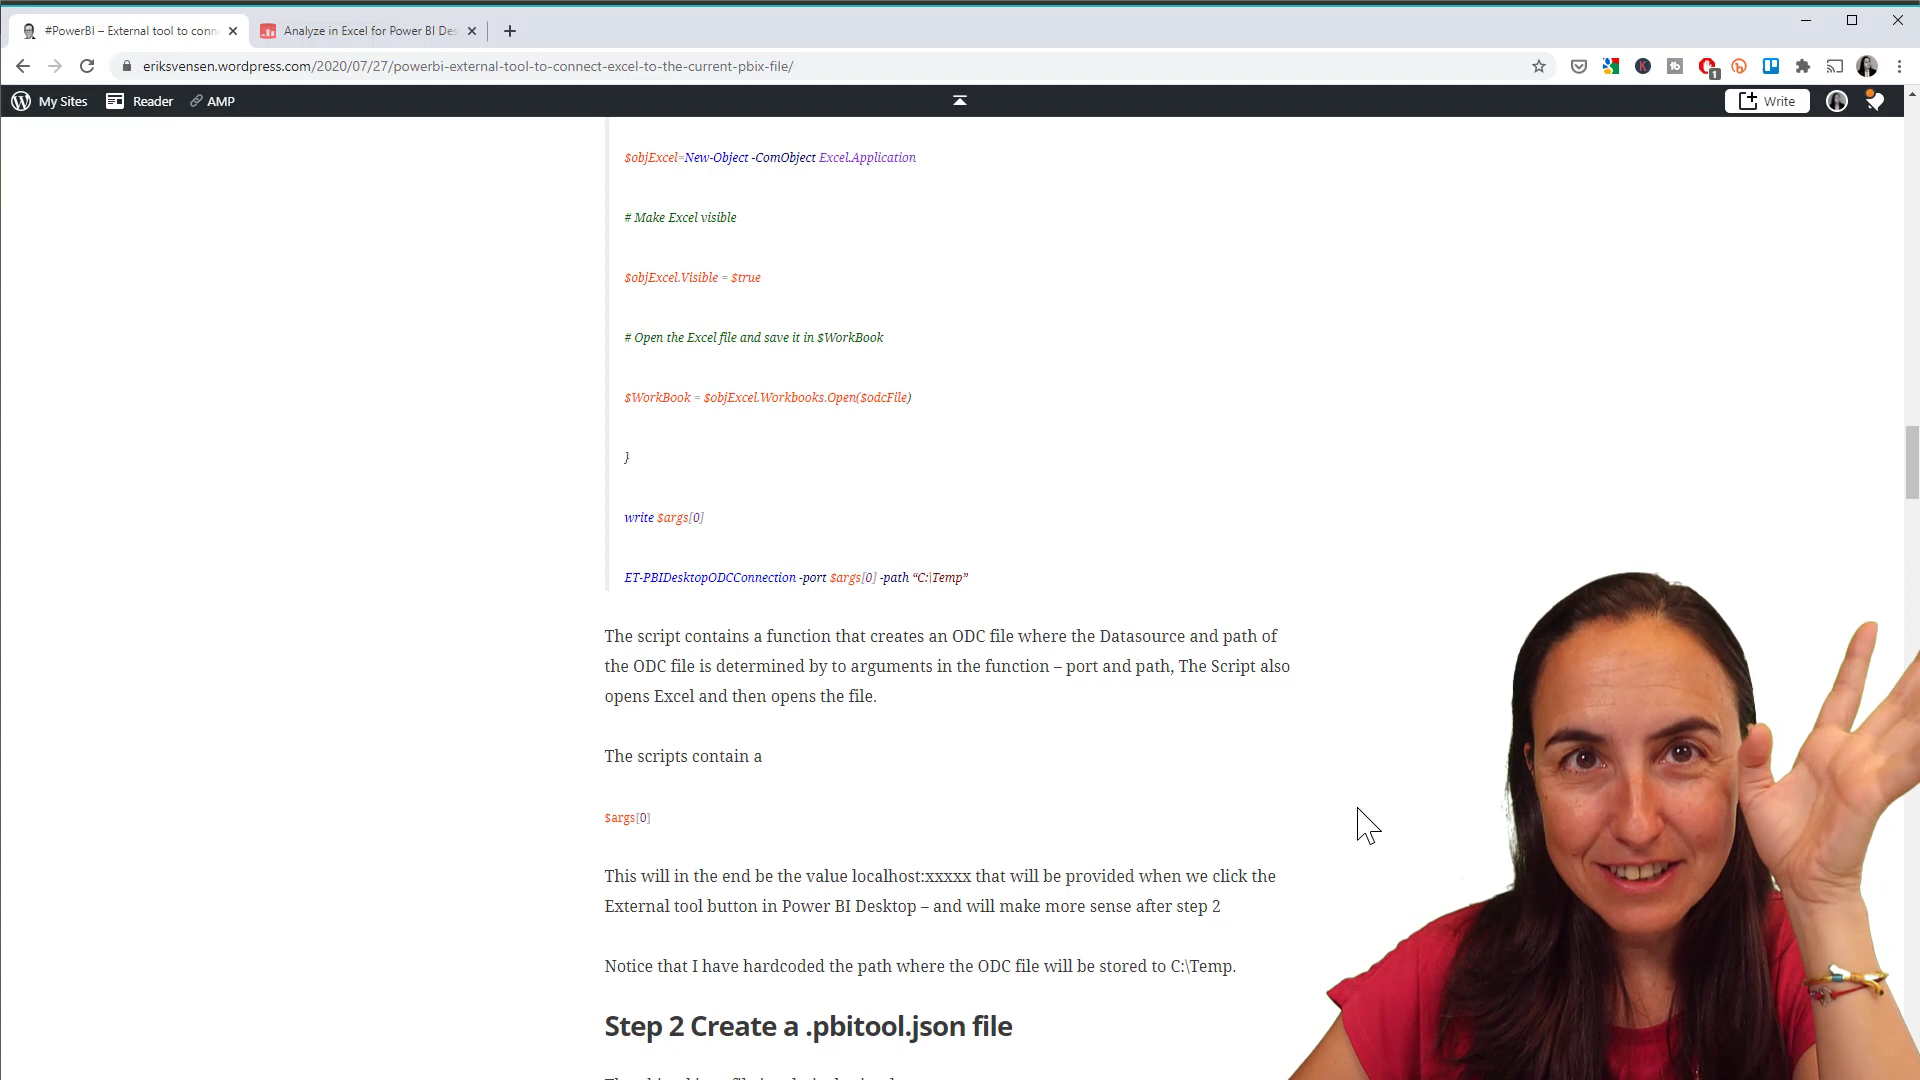 #PowerBI – External tool to conn
Analyze in Excel for Power BI Des
eriksvensen.wordpress.com/2020/07/27/powerbi-external-tool-to-connect-excel-to-the-current-pbix-file/
1
My Sites
Reader
AMP
Write
$objExcel=New-Object -ComObject Excel.Application
# Make Excel visible
$objExcel.Visible = $true
# Open the Excel file and save it in $WorkBook
$WorkBook = $objExcel.Workbooks.Open($odcFile)
}
write $args[0]
ET-PBIDesktopODCConnection -port $args[0] -path “C:\Temp”
The script contains a function that creates an ODC file where the Datasource and path of
the ODC file is determined by to arguments in the function – port and path, The Script also
opens Excel and then opens the file.
The scripts contain a
$args[0]
This will in the end be the value localhost:xxxxx that will be provided when we click the
External tool button in Power BI Desktop – and will make more sense after step 2
Notice that I have hardcoded the path where the ODC file will be stored to C:\Temp.
Step 2 Create a .pbitool.json file